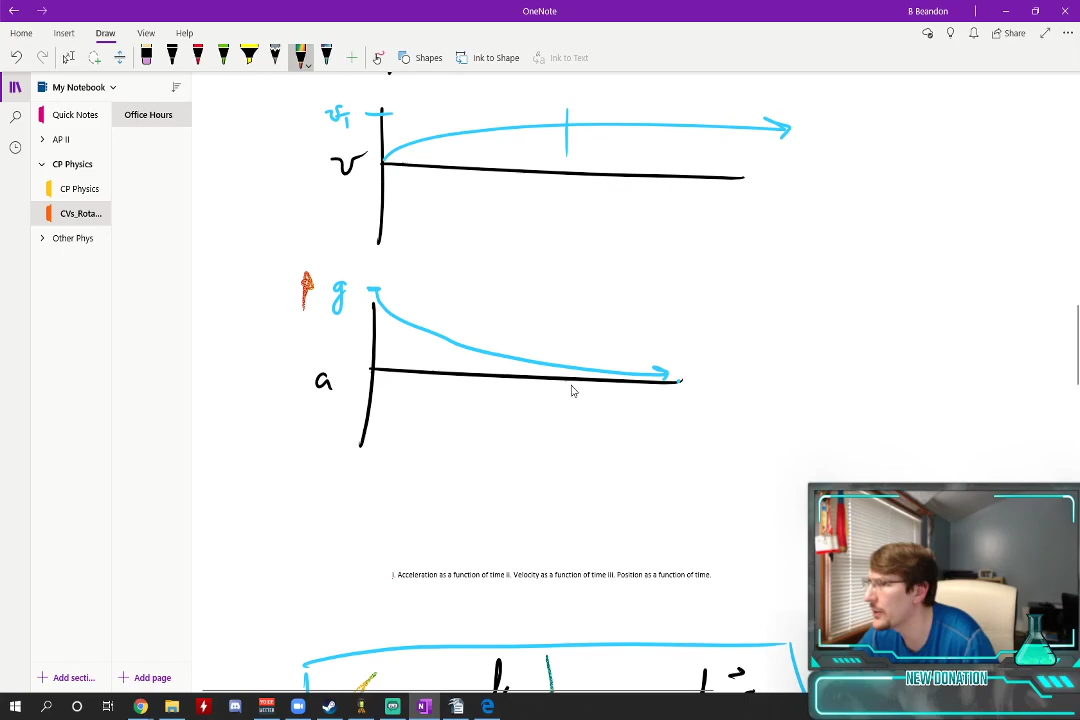 OneNote
B Beandon
Home Insert Draw View Help
Share
Shapes Ink to Shape Ink to Text
My Notebook
Quick Notes Office Hours
AP II
CP Physics
CP Physics
CVs_Rota...
Other Phys
v₁
v
g
a
i. Acceleration as a function of time ii. Velocity as a function of time iii. Position as a function of time.
NEW DONATION
Add secti... Add page